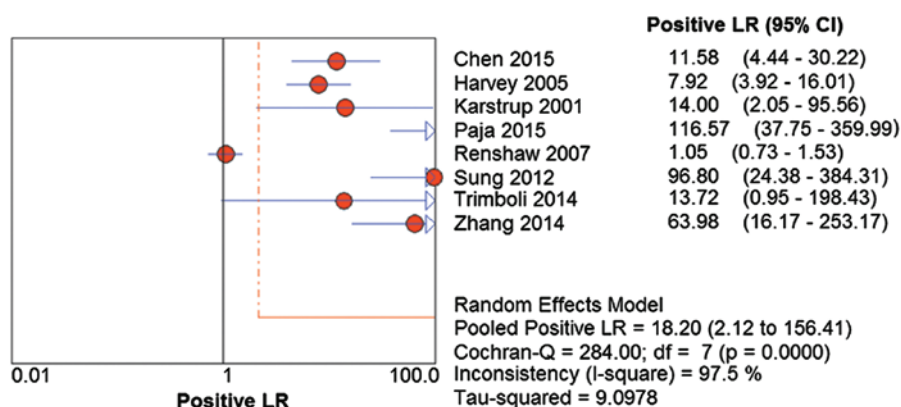 Positive LR (95% CI)
Chen 2015 11.58 (4.44 - 30.22)
Harvey 2005 7.92 (3.92 - 16.01)
Karstrup 2001 14.00 (2.05 - 95.56)
Paja 2015 116.57 (37.75 - 359.99)
Renshaw 2007 1.05 (0.73 - 1.53)
Sung 2012 96.80 (24.38 - 384.31)
Trimboli 2014 13.72 (0.95 - 198.43)
Zhang 2014 63.98 (16.17 - 253.17)
Random Effects Model
Pooled Positive LR = 18.20 (2.12 to 156.41)
Cochran-Q = 284.00; df = 7 (p = 0.0000)
Inconsistency (I-square) = 97.5 %
Tau-squared = 9.0978
0.01 1 100.0
Positive LR